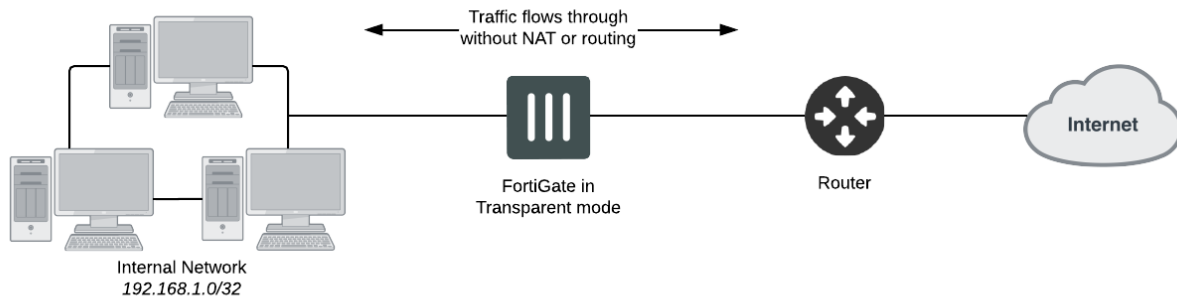 Traffic flows through
without NAT or routing
Internet
FortiGate in
Transparent mode
Router
Internal Network
192.168.1.0/32